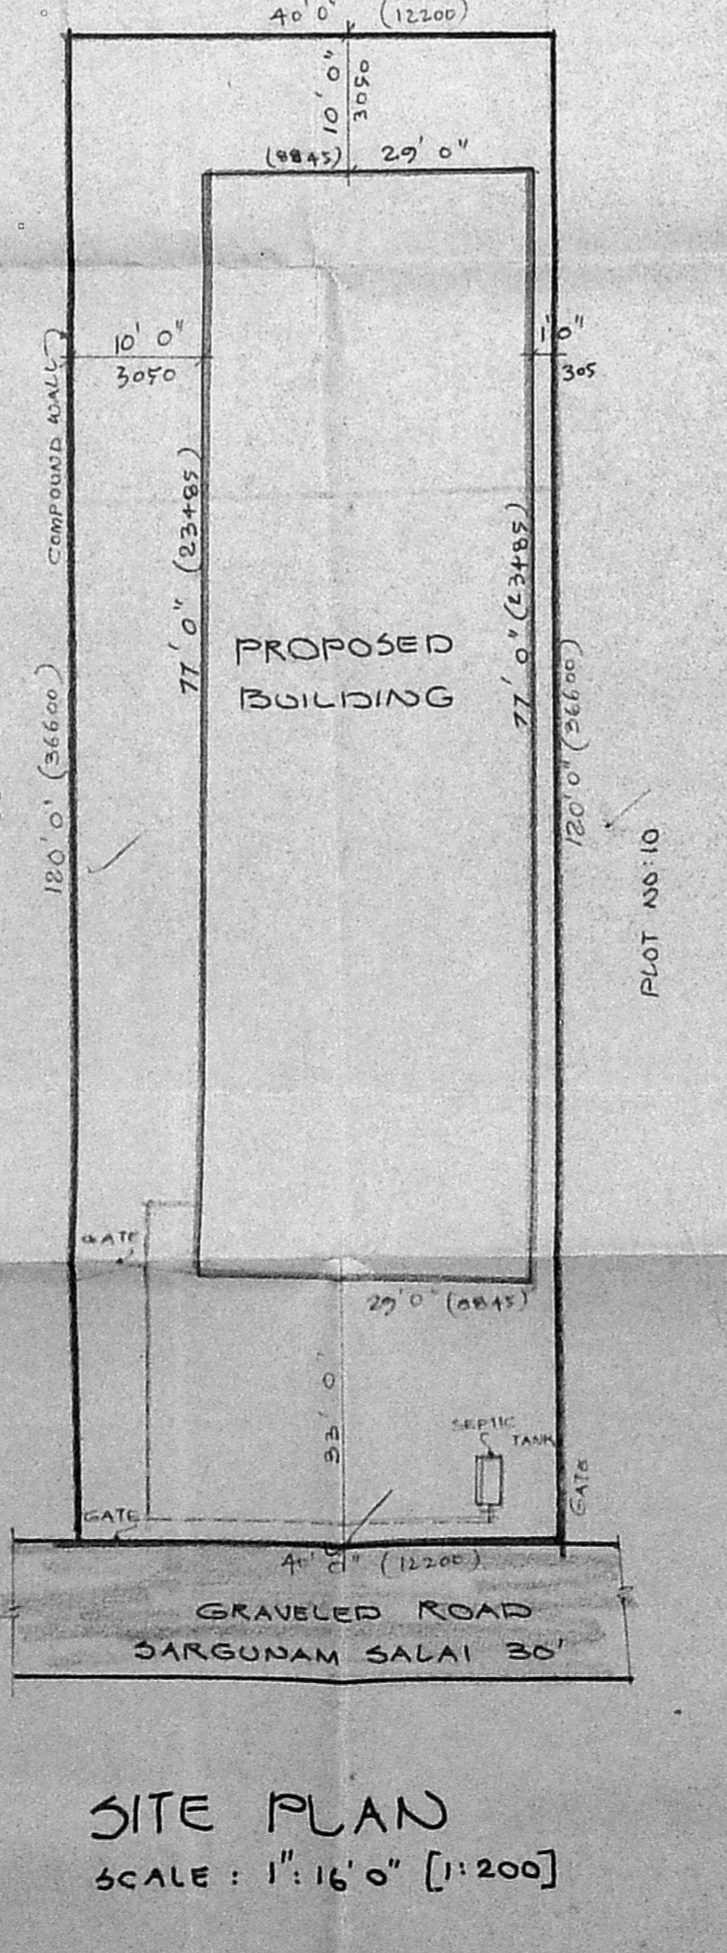 40' 0" (12200)
10' 0"
3050
(8845) 29' 0"
10' 0"
3050
1' 0"
305
COMPOUND WALL
77' 0" (23485)
77' 0" (23485)
PROPOSED
BUILDING
120' 0' (36600)
120' 0" (36600)
PLOT NO:10
GATE
29' 0" (8845)
33' 0'
SEPTIC
TANK
GATE
GATE
40' 0" (12200)
GRAVELED ROAD
SARGUNAM SALAI 30'
SITE PLAN
SCALE : 1":16' 0" [1:200]